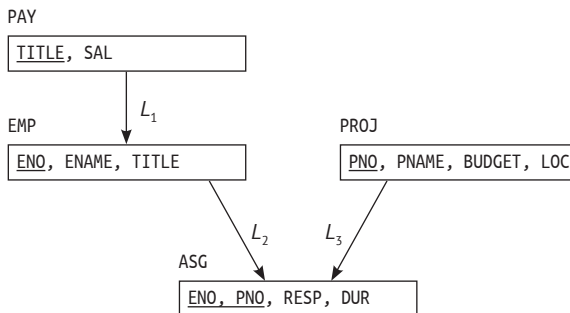 PAY
TITLE, SAL
L1
EMP
PROJ
ENO, ENAME, TITLE
PNO, PNAME, BUDGET, LOC
L2
L3
ASG
ENO, PNO, RESP, DUR